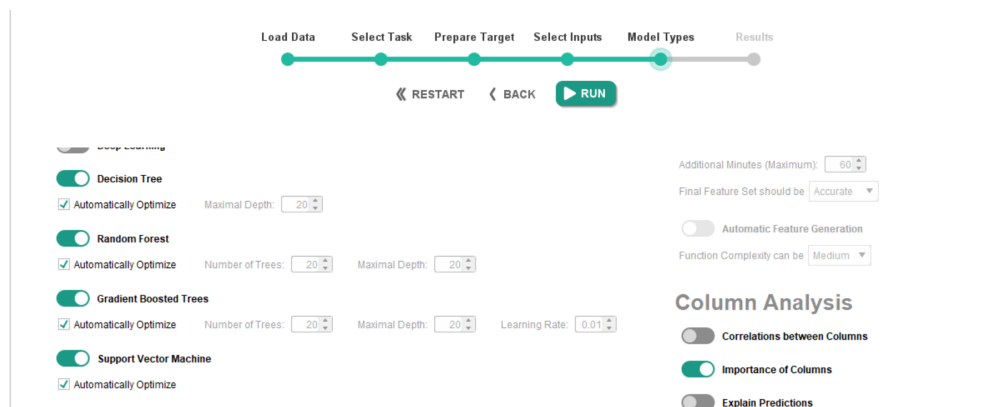 Load Data Select Task Prepare Target Select Inputs Model Types Results
RESTART BACK RUN
Deep Learning
Decision Tree
Automatically Optimize Maximal Depth: 20
Random Forest
Automatically Optimize Number of Trees: 20 Maximal Depth: 20
Gradient Boosted Trees
Automatically Optimize Number of Trees: 20 Maximal Depth: 20 Learning Rate: 0.01
Support Vector Machine
Automatically Optimize
Additional Minutes (Maximum): 60
Final Feature Set should be Accurate
Automatic Feature Generation
Function Complexity can be Medium
Column Analysis
Correlations between Columns
Importance of Columns
Explain Predictions